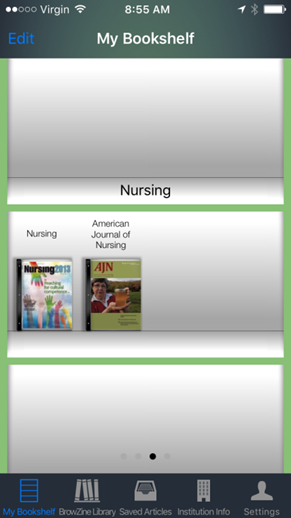 Virgin 8:55 AM
Edit My Bookshelf
Nursing
Nursing
American
Journal of
Nursing
Nursing2013
AJN
My Bookshelf BrowZine Library Saved Articles Institution Info Settings